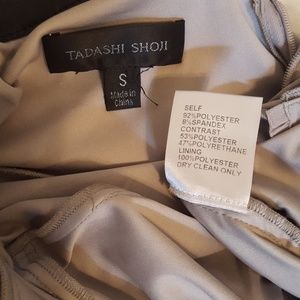 TADASHI SHOJI
S
Made in
China
SELF
92%POLYESTER
8%SPANDEX
CONTRAST
53%POLYESTER
47%POLYRETHANE
LINING
100%POLYESTER
DRY CLEAN ONLY